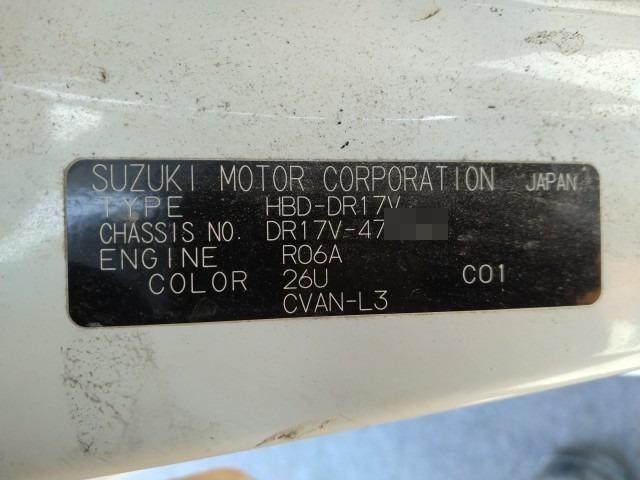 SUZUKI MOTOR CORPORATION JAPAN
TYPE HBD-DR17V
CHASSIS NO. DR17V-47
ENGINE R06A
COLOR 26U C01
CVAN-L3